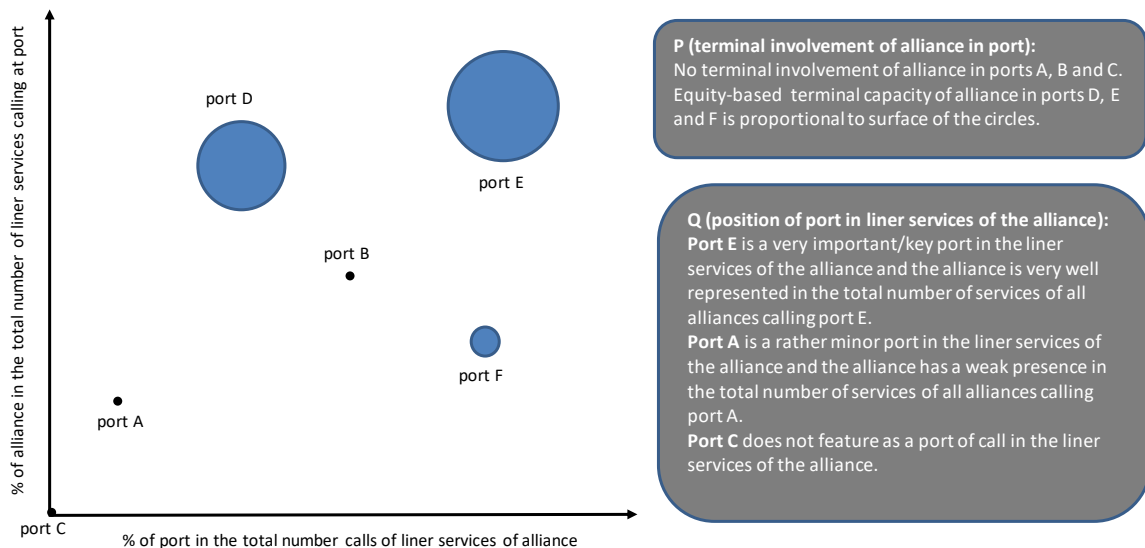 % of alliance in the total number of liner services calling at port
port D
port E
port B
port F
port A
port C
% of port in the total number calls of liner services of alliance
P (terminal involvement of alliance in port):
No terminal involvement of alliance in ports A, B and C.
Equity-based terminal capacity of alliance in ports D, E
and F is proportional to surface of the circles.
Q (position of port in liner services of the alliance):
Port E is a very important/key port in the liner
services of the alliance and the alliance is very well
represented in the total number of services of all
alliances calling port E.
Port A is a rather minor port in the liner services of
the alliance and the alliance has a weak presence in
the total number of services of all alliances calling
port A.
Port C does not feature as a port of call in the liner
services of the alliance.